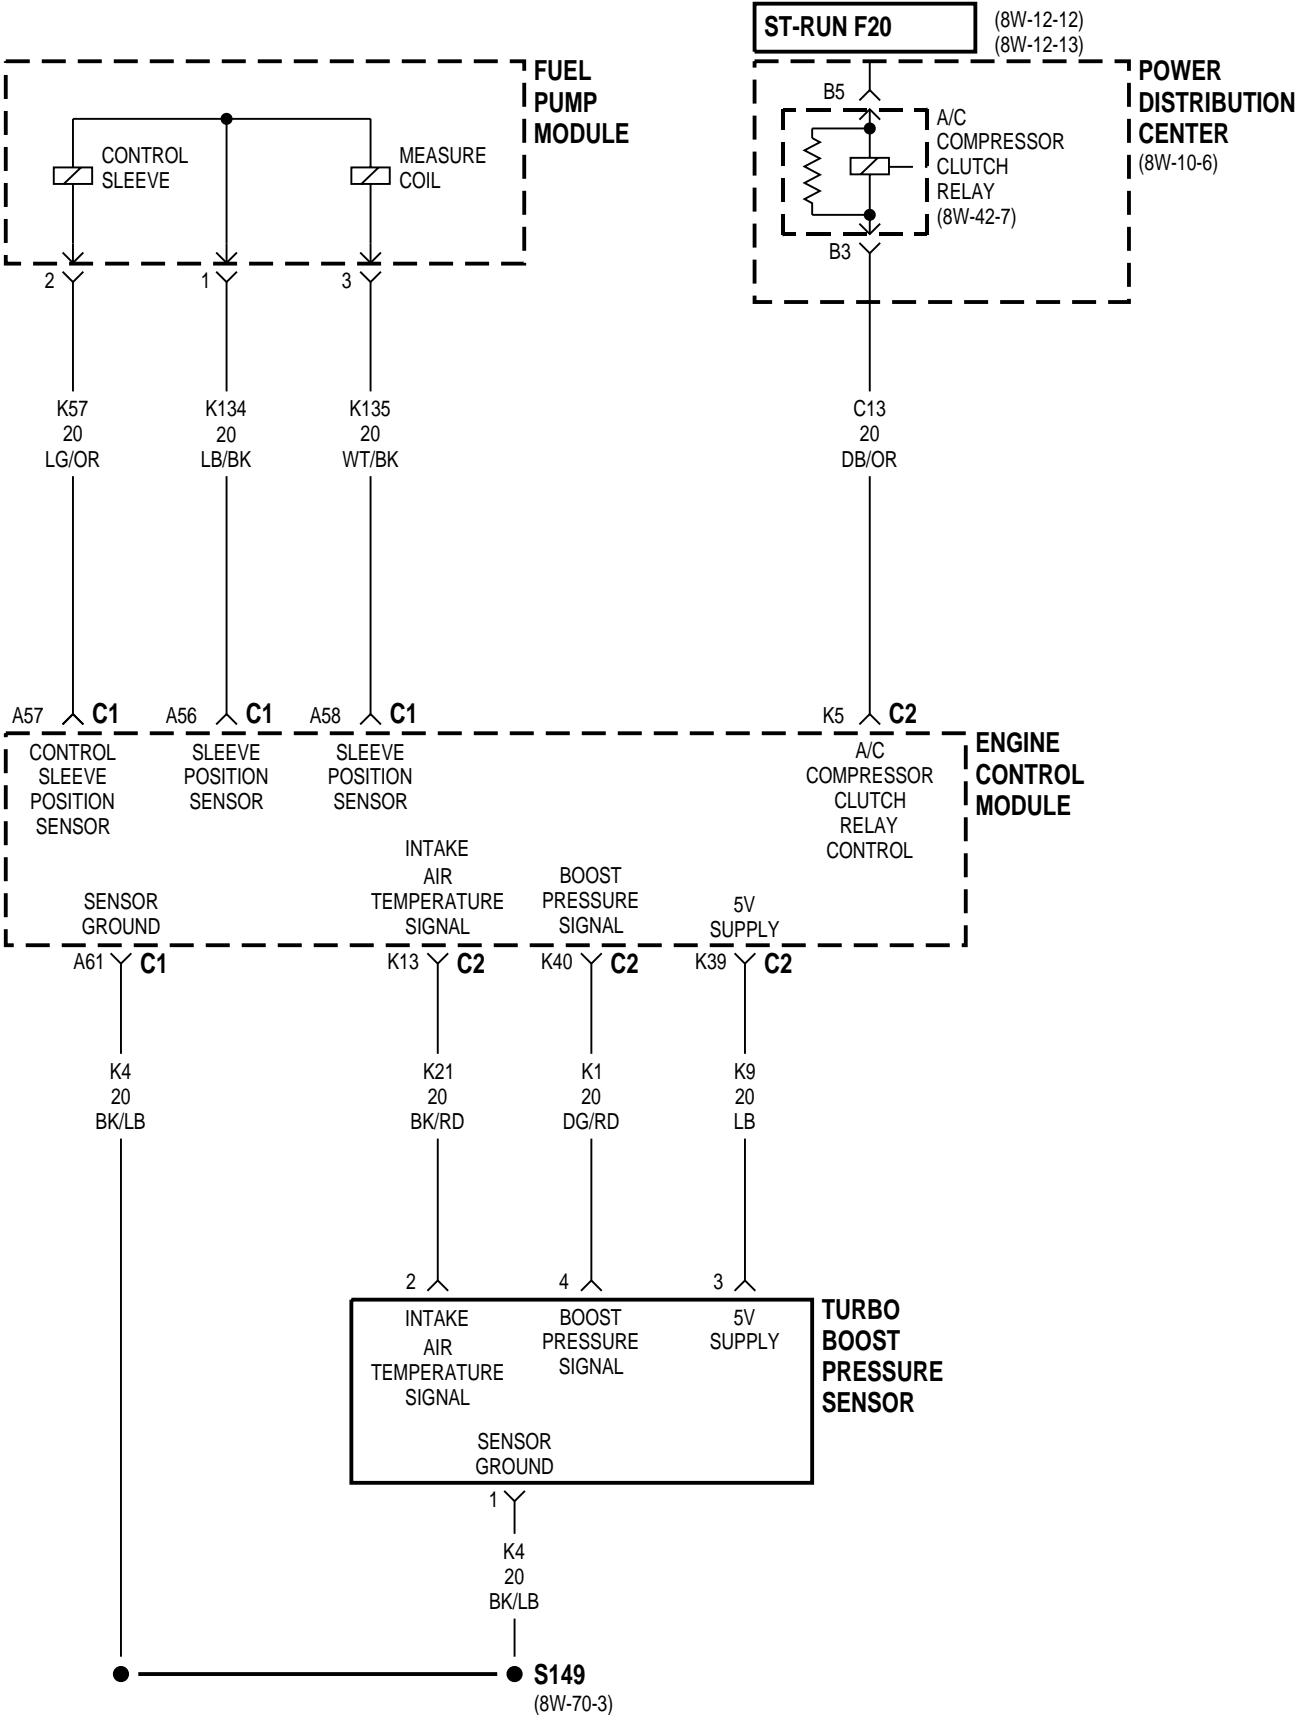 ST-RUN F20
(8W-12-12)
(8W-12-13)
FUEL
PUMP
MODULE
CONTROL
SLEEVE
MEASURE
COIL
2
1
3
POWER
DISTRIBUTION
CENTER
(8W-10-6)
B5
A/C
COMPRESSOR
CLUTCH
RELAY
(8W-42-7)
B3
K57
20
LG/OR
K134
20
LB/BK
K135
20
WT/BK
C13
20
DB/OR
A57 C1
A56 C1
A58 C1
K5 C2
ENGINE
CONTROL
MODULE
CONTROL
SLEEVE
POSITION
SENSOR
SLEEVE
POSITION
SENSOR
SLEEVE
POSITION
SENSOR
A/C
COMPRESSOR
CLUTCH
RELAY
CONTROL
SENSOR
GROUND
INTAKE
AIR
TEMPERATURE
SIGNAL
BOOST
PRESSURE
SIGNAL
5V
SUPPLY
A61 C1
K13 C2
K40 C2
K39 C2
K4
20
BK/LB
K21
20
BK/RD
K1
20
DG/RD
K9
20
LB
2
4
3
INTAKE
AIR
TEMPERATURE
SIGNAL
BOOST
PRESSURE
SIGNAL
5V
SUPPLY
TURBO
BOOST
PRESSURE
SENSOR
SENSOR
GROUND
1
K4
20
BK/LB
S149
(8W-70-3)